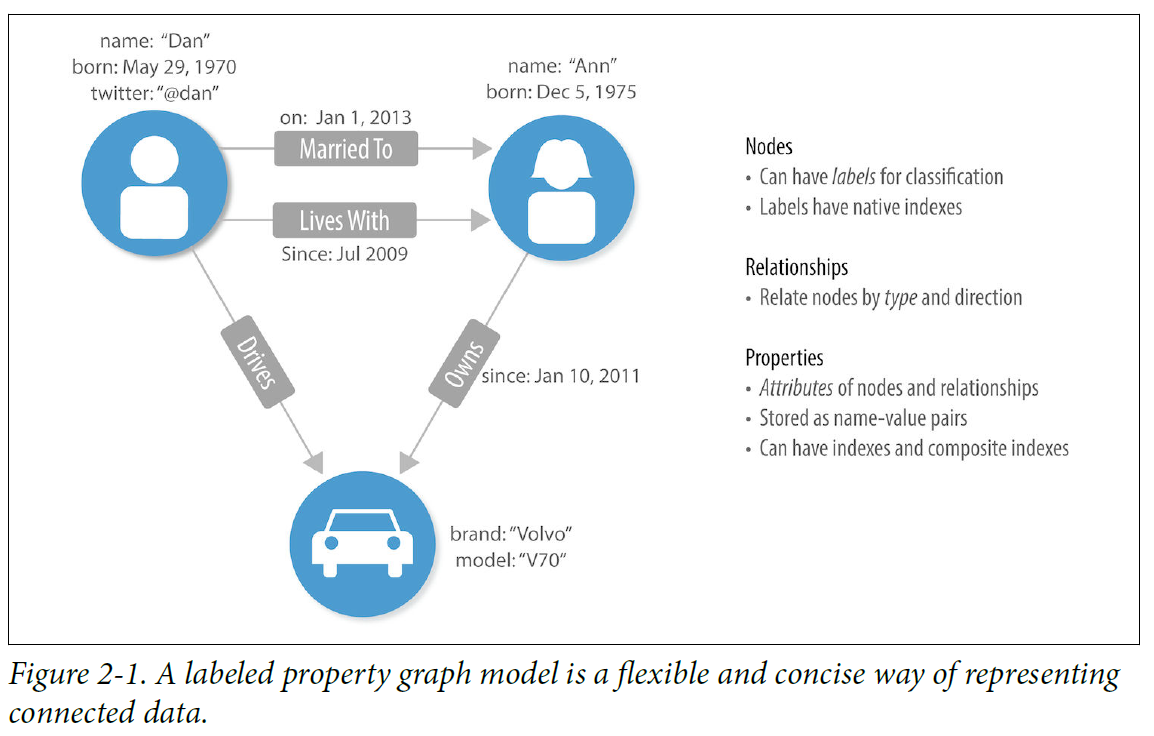 name: “Dan”
born: May 29, 1970
twitter: “@dan”
name: “Ann”
born: Dec 5, 1975
on: Jan 1, 2013
Married To
Lives With
Since: Jul 2009
Drives
Owns
since: Jan 10, 2011
brand: “Volvo”
model: “V70”
Nodes
• Can have labels for classification
• Labels have native indexes
Relationships
• Relate nodes by type and direction
Properties
• Attributes of nodes and relationships
• Stored as name-value pairs
• Can have indexes and composite indexes
Figure 2-1. A labeled property graph model is a flexible and concise way of representing
connected data.